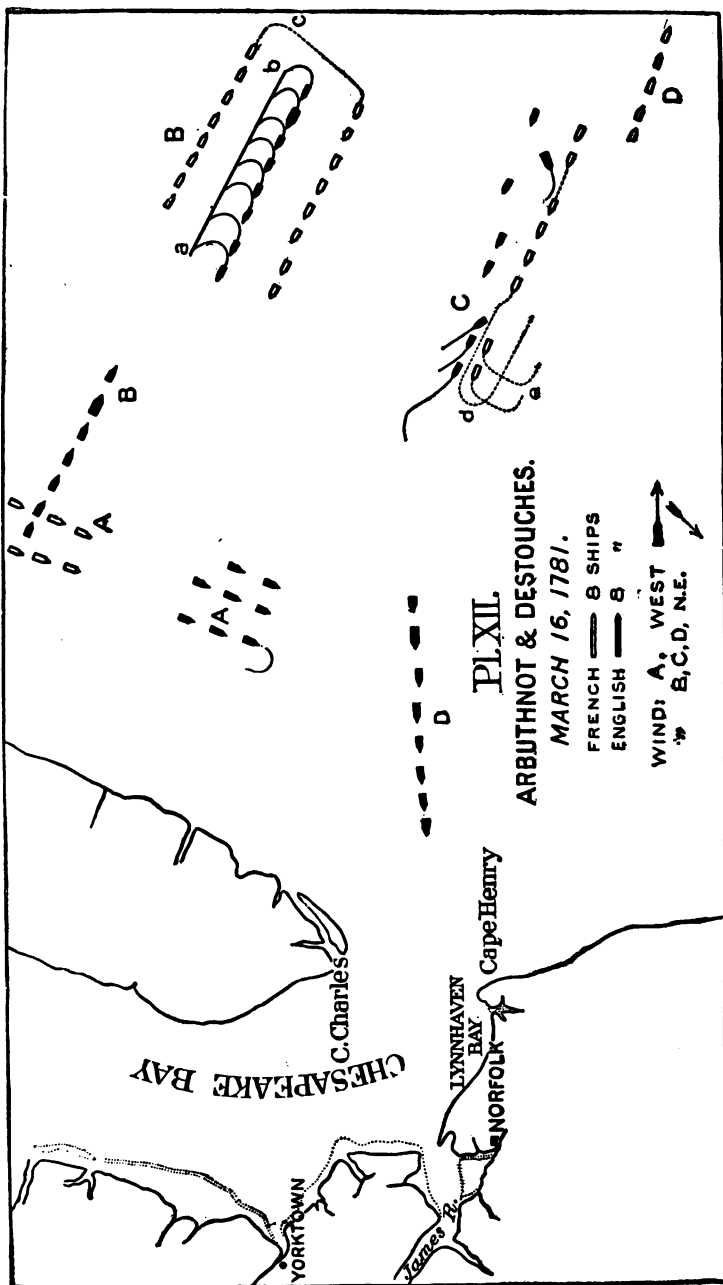 B
c
b
a
B
A
A
C
d
e
D
D
Pl. XII.
ARBUTHNOT & DESTOUCHES.
MARCH 16, 1781.
FRENCH 8 SHIPS
ENGLISH 8 "
WIND: A, WEST
" B, C, D, N.E.
CHESAPEAKE BAY
C. Charles
Cape Henry
LYNNHAVEN
BAY
NORFOLK
YORKTOWN
James R.